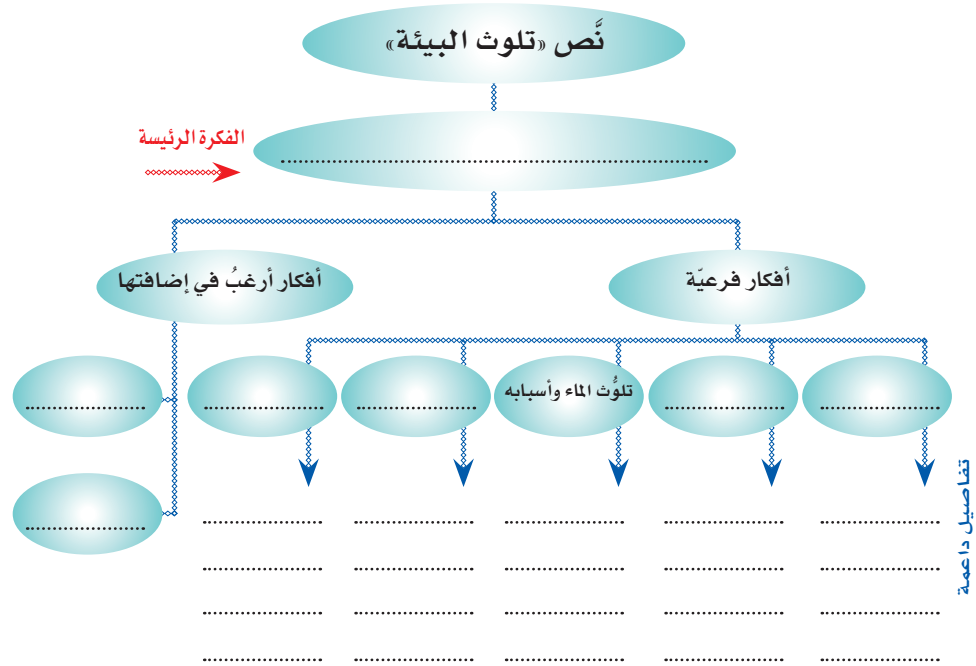 نَّص «تلوث البيئة»
الفكرة الرئيسة
................................................
أفكار فرعيّة
أفكار أرغبُ في إضافتها
....................
....................
تلوُّث الماء وأسبابه
....................
....................
....................
....................
تفاصيل داعمة
.................... .................... .................... .................... ....................
.................... .................... .................... .................... ....................
.................... .................... .................... .................... ....................
.................... .................... .................... .................... ....................